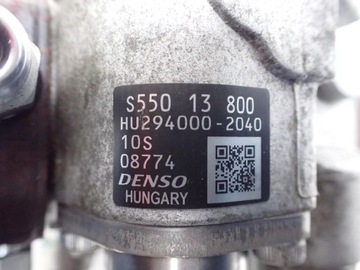 S550 13 800
HU294000-2040
10S
08774
DENSO
HUNGARY